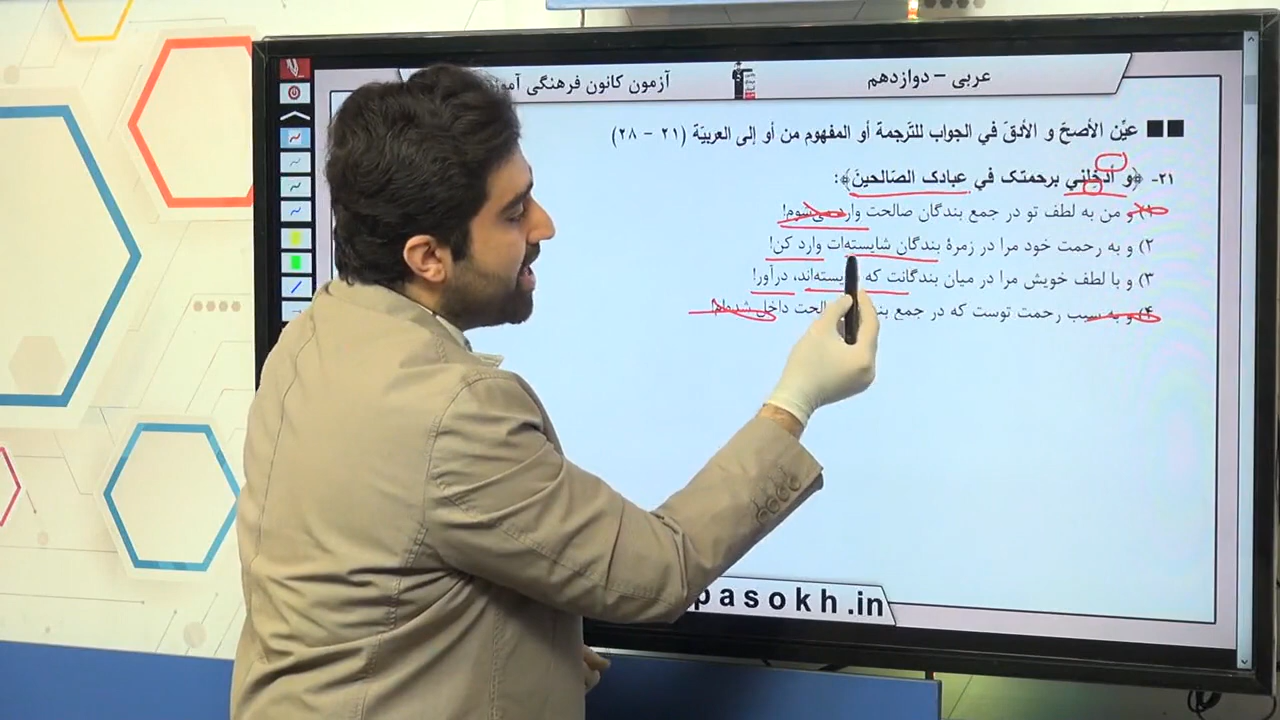 عربی - دوازدهم
آزمون کانون فرهنگی
■■ عیّن الأصحّ و الأدقّ في الجواب للتّرجمة أو المفهوم من أو إلی العربیّة (۲۱ - ۲۸)
۲۱- ﴿و أدخلني برحمتک في عبادک الصّالحین﴾:
۱) و من به لطف تو در جمع بندگان صالحت وارد می‌شوم!
۲) و به رحمت خود مرا در زمرهٔ بندگان شایسته‌ات وارد کن!
۳) و با لطف خویش مرا در میان بندگانت که درآور!
۴) و به سبب رحمت توست که در جمع داخل شده‌ام!
pasokh.in